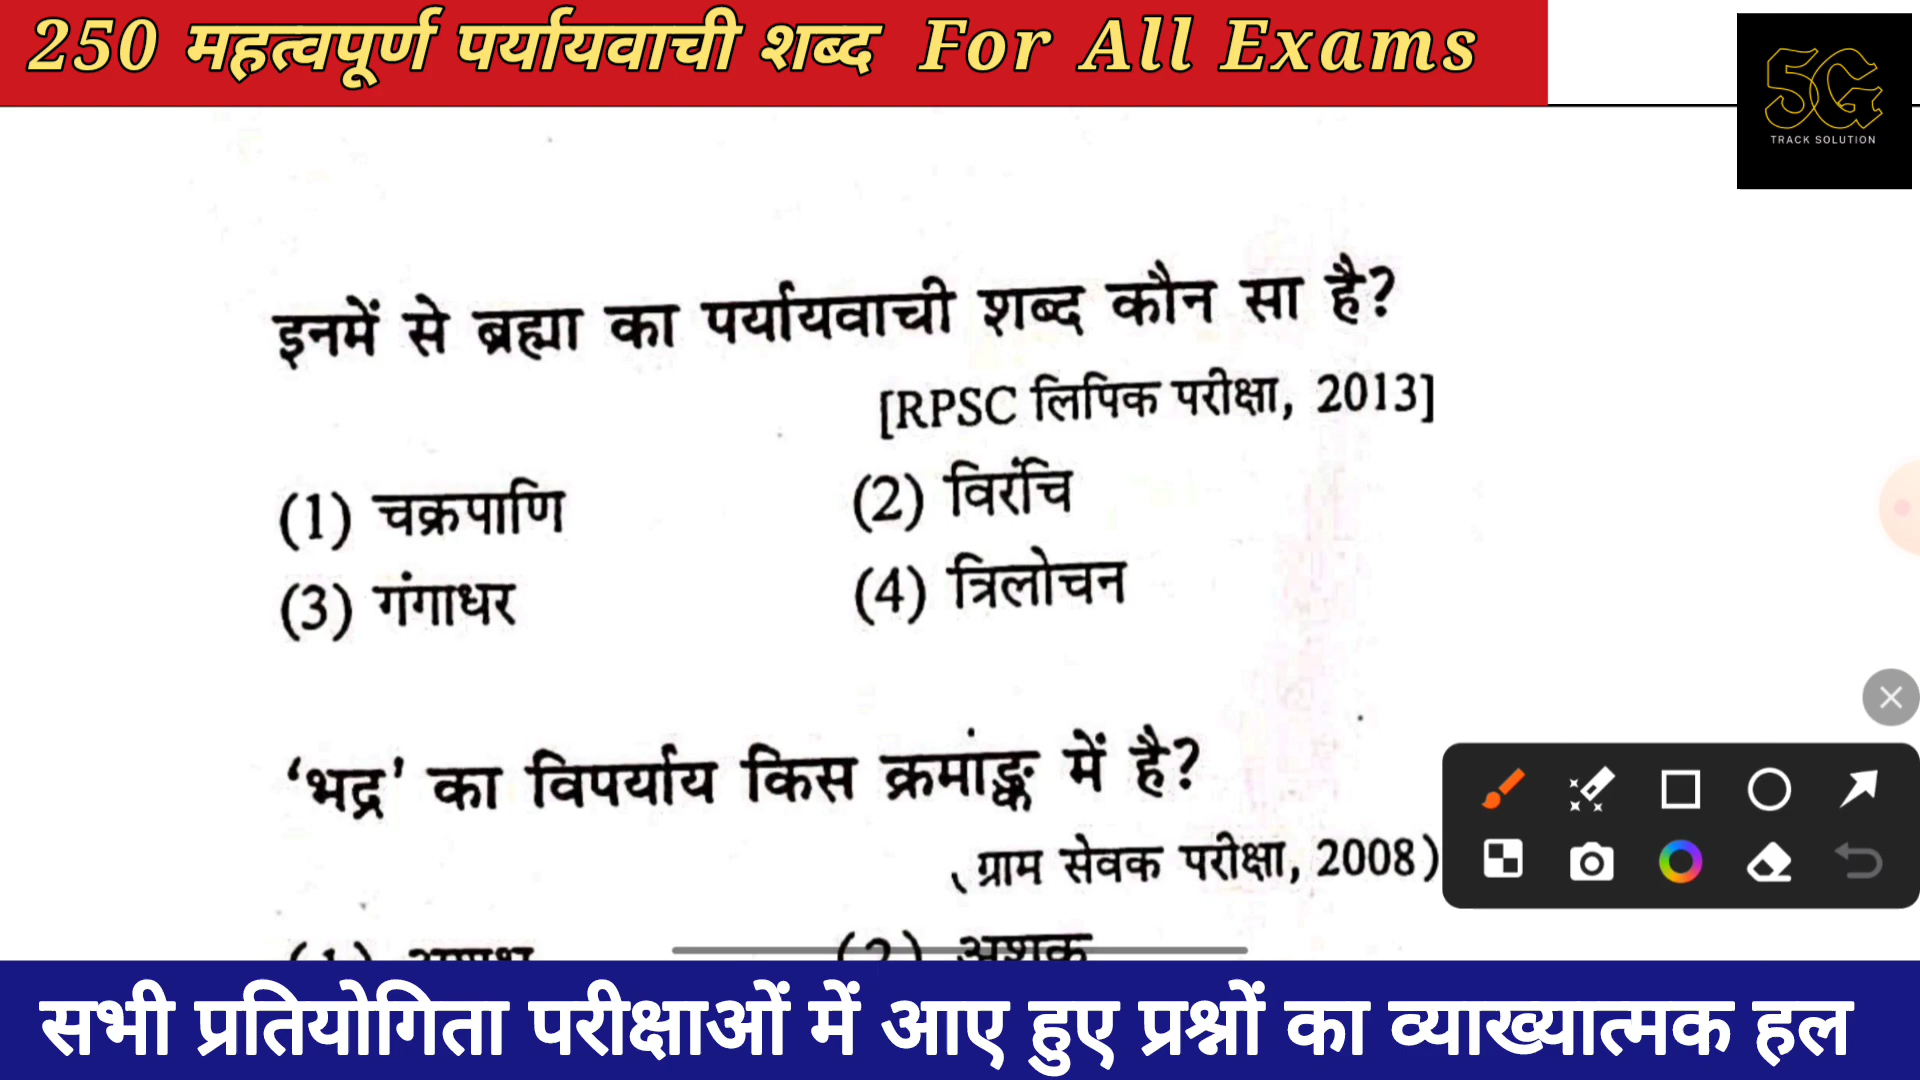 250 महत्वपूर्ण पर्यायवाची शब्द For All Exams
5G
TRACK SOLUTION
इनमें से ब्रह्मा का पर्यायवाची शब्द कौन सा है?
[RPSC लिपिक परीक्षा, 2013]
(1) चक्रपाणि (2) विरंचि
(3) गंगाधर (4) त्रिलोचन
‘भद्र’ का विपर्याय किस क्रमांङ्क में है?
ग्राम सेवक परीक्षा, 2008)
(1) (2)
सभी प्रतियोगिता परीक्षाओं में आए हुए प्रश्नों का व्याख्यात्मक हल